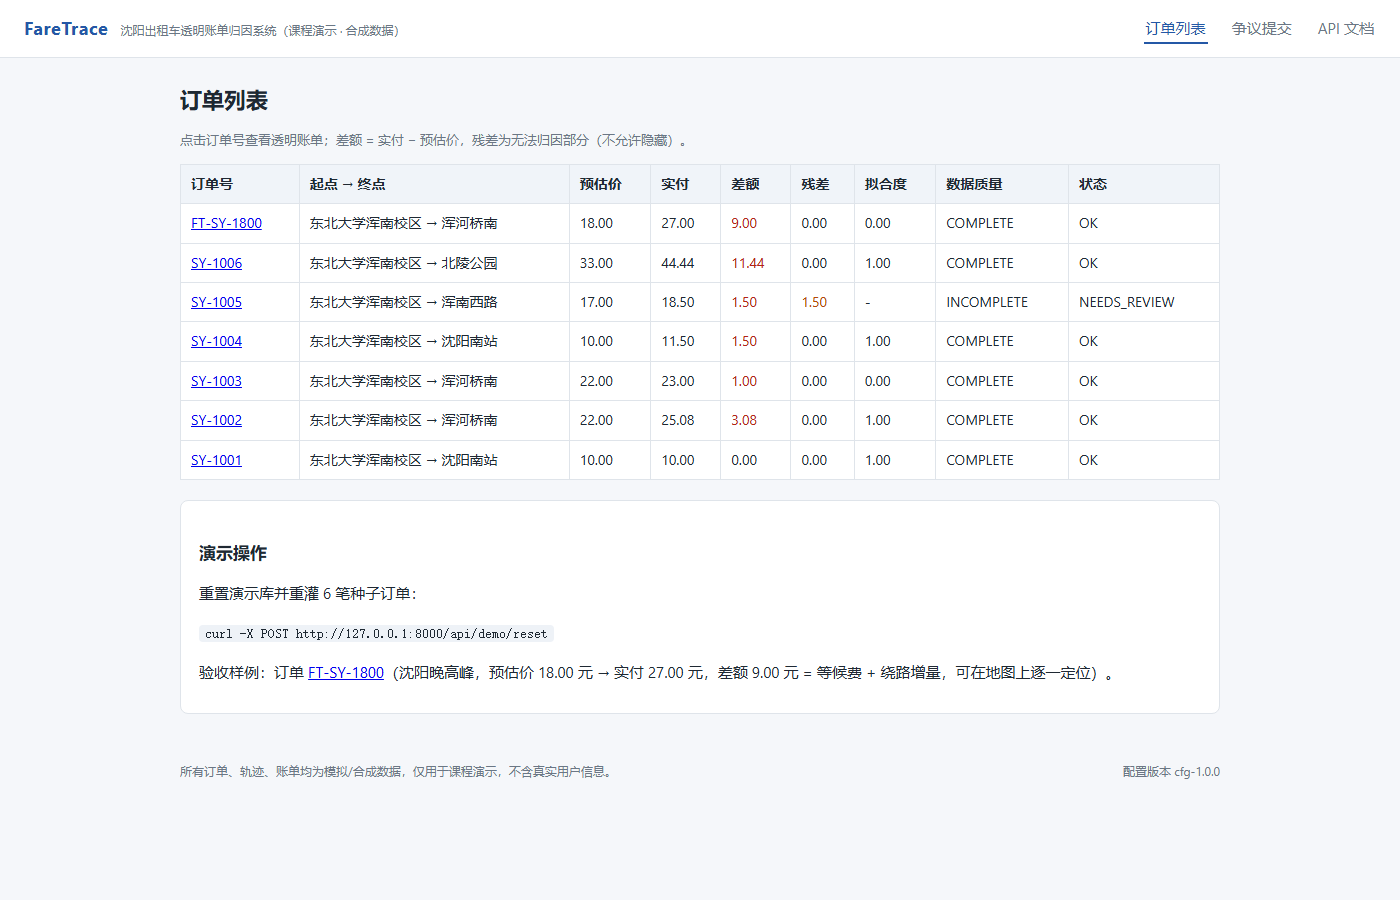 FareTrace 沈阳出租车透明账单归因系统（课程演示 · 合成数据） 订单列表 争议提交 API 文档
订单列表
点击订单号查看透明账单；差额 = 实付 − 预估价，残差为无法归因部分（不允许隐藏）。
订单号 起点 → 终点 预估价 实付 差额 残差 拟合度 数据质量 状态
FT-SY-1800 东北大学浑南校区 → 浑河桥南 18.00 27.00 9.00 0.00 0.00 COMPLETE OK
SY-1006 东北大学浑南校区 → 北陵公园 33.00 44.44 11.44 0.00 1.00 COMPLETE OK
SY-1005 东北大学浑南校区 → 浑南西路 17.00 18.50 1.50 1.50 - INCOMPLETE NEEDS_REVIEW
SY-1004 东北大学浑南校区 → 沈阳南站 10.00 11.50 1.50 0.00 1.00 COMPLETE OK
SY-1003 东北大学浑南校区 → 浑河桥南 22.00 23.00 1.00 0.00 0.00 COMPLETE OK
SY-1002 东北大学浑南校区 → 浑河桥南 22.00 25.08 3.08 0.00 1.00 COMPLETE OK
SY-1001 东北大学浑南校区 → 沈阳南站 10.00 10.00 0.00 0.00 1.00 COMPLETE OK
演示操作
重置演示库并重灌 6 笔种子订单：
curl -X POST http://127.0.0.1:8000/api/demo/reset
验收样例：订单 FT-SY-1800（沈阳晚高峰，预估价 18.00 元 → 实付 27.00 元，差额 9.00 元 = 等候费 + 绕路增量，可在地图上逐一定位）。
所有订单、轨迹、账单均为模拟/合成数据，仅用于课程演示，不含真实用户信息。 配置版本 cfg-1.0.0